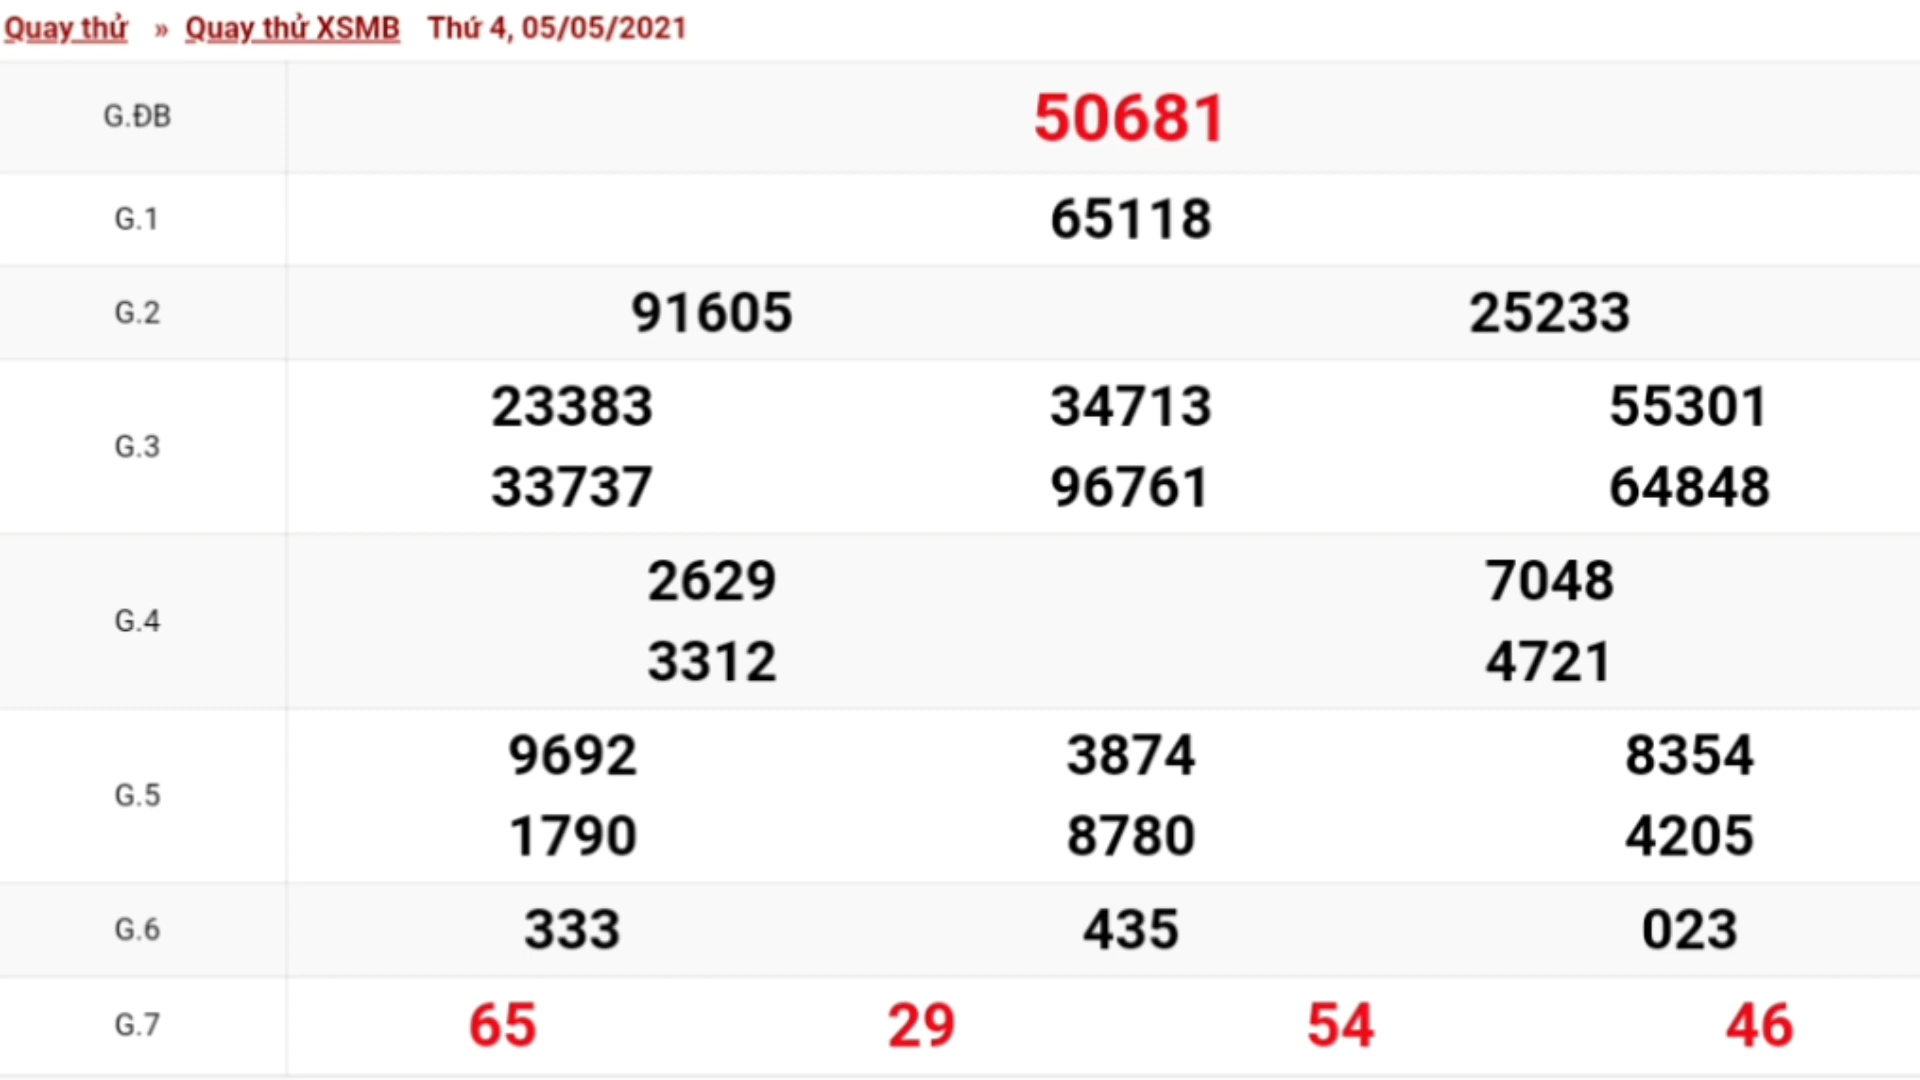 Quay thử » Quay thử XSMB Thứ 4, 05/05/2021
G.ĐB 50681
G.1 65118
G.2 91605 25233
G.3 23383 34713 55301
33737 96761 64848
G.4 2629 7048
3312 4721
G.5 9692 3874 8354
1790 8780 4205
G.6 333 435 023
G.7 65 29 54 46